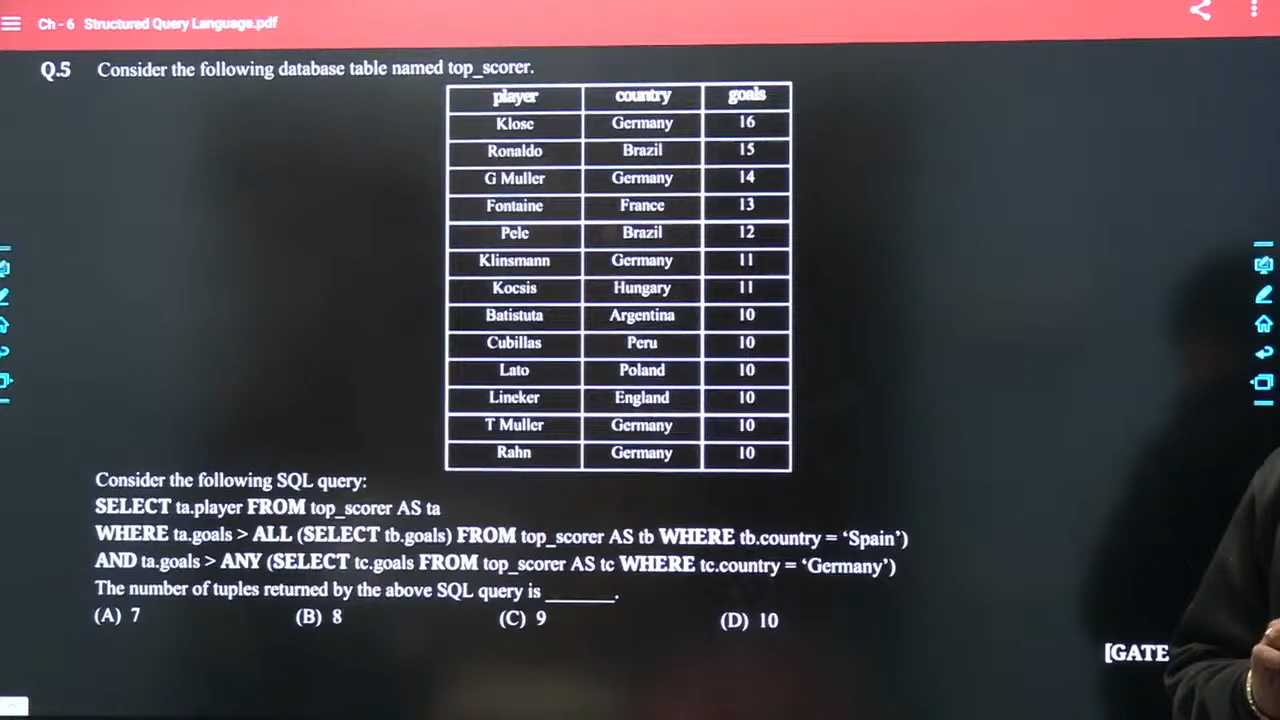 Ch - 6 Structured Query Language.pdf
Q.5 Consider the following database table named top_scorer.
player country goals
Klose Germany 16
Ronaldo Brazil 15
G Muller Germany 14
Fontaine France 13
Pele Brazil 12
Klinsmann Germany 11
Kocsis Hungary 11
Batistuta Argentina 10
Cubillas Peru 10
Lato Poland 10
Lineker England 10
T Muller Germany 10
Rahn Germany 10
Consider the following SQL query:
SELECT ta.player FROM top_scorer AS ta
WHERE ta.goals > ALL (SELECT tb.goals) FROM top_scorer AS tb WHERE tb.country = ‘Spain’)
AND ta.goals > ANY (SELECT tc.goals FROM top_scorer AS tc WHERE tc.country = ‘Germany’)
The number of tuples returned by the above SQL query is ______.
(A) 7 (B) 8 (C) 9 (D) 10
[GATE